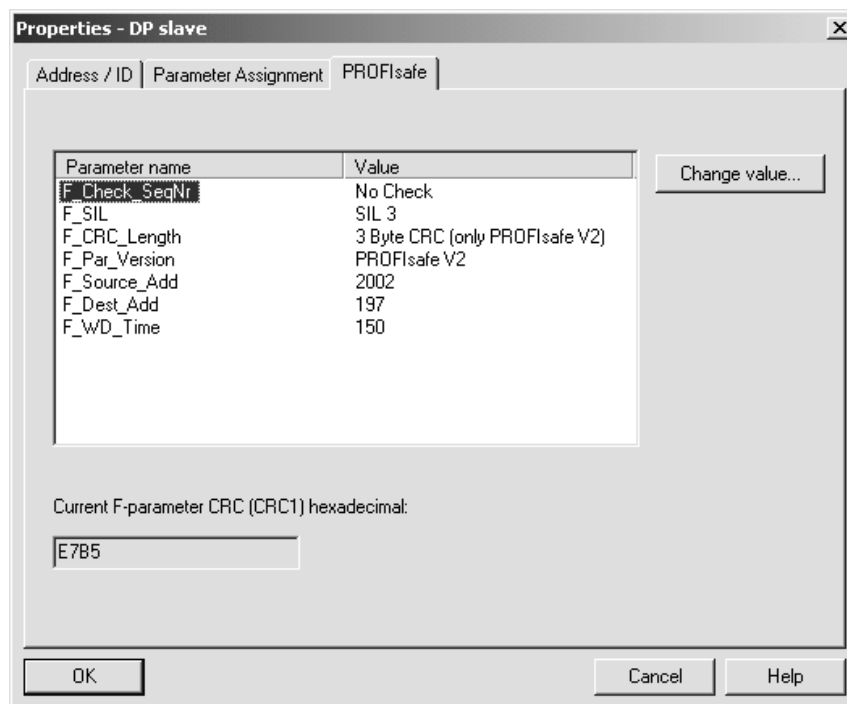 Properties - DP slave
Address / ID Parameter Assignment PROFIsafe
Parameter name Value
F_Check_SeqNr No Check
F_SIL SIL 3
F_CRC_Length 3 Byte CRC (only PROFIsafe V2)
F_Par_Version PROFIsafe V2
F_Source_Add 2002
F_Dest_Add 197
F_WD_Time 150
Change value...
Current F-parameter CRC (CRC1) hexadecimal:
E7B5
OK Cancel Help